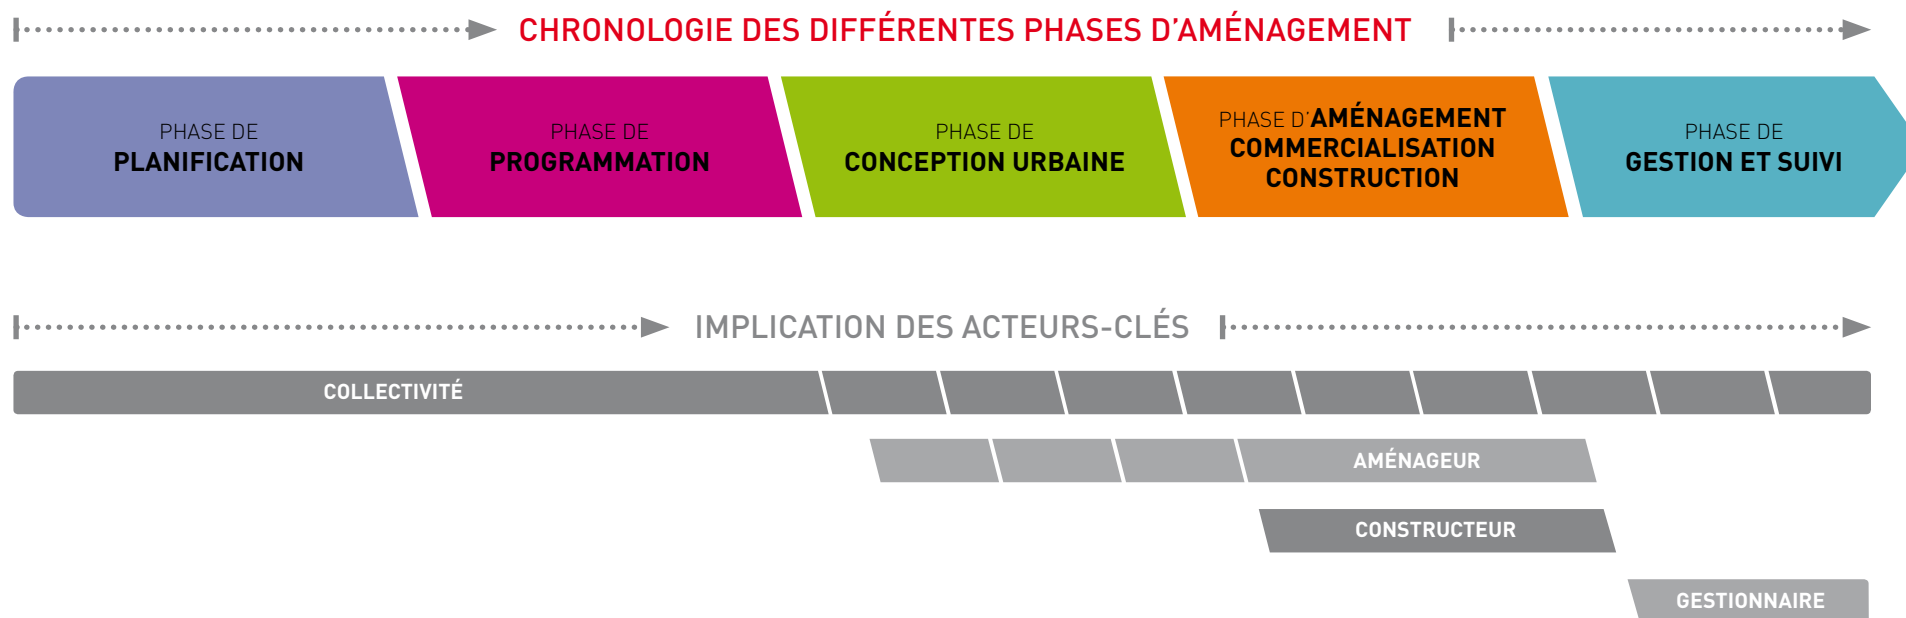 CHRONOLOGIE DES DIFFÉRENTES PHASES D’AMÉNAGEMENT
PHASE DE
PLANIFICATION
PHASE DE
PROGRAMMATION
PHASE DE
CONCEPTION URBAINE
PHASE D’AMÉNAGEMENT
COMMERCIALISATION
CONSTRUCTION
PHASE DE
GESTION ET SUIVI
IMPLICATION DES ACTEURS-CLÉS
COLLECTIVITÉ
AMÉNAGEUR
CONSTRUCTEUR
GESTIONNAIRE